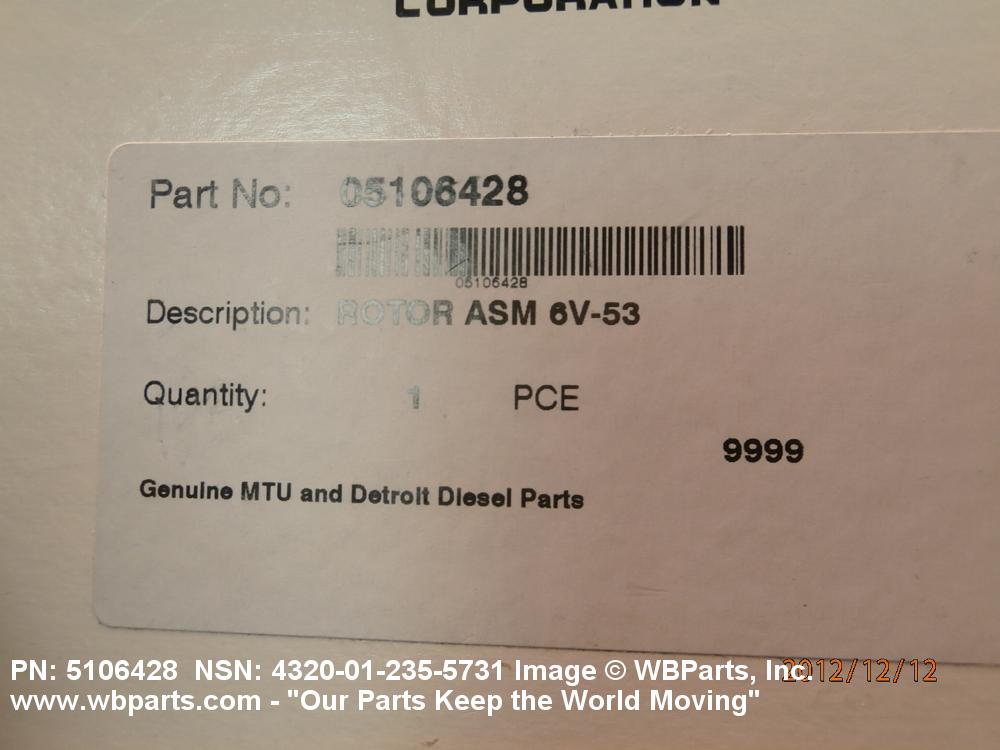 CORPORATION
Part No: 05106428
05106428
Description: ROTOR ASM 6V-53
Quantity: 1 PCE
9999
Genuine MTU and Detroit Diesel Parts
PN: 5106428 NSN: 4320-01-235-5731 Image © WBParts, Inc. 2012/12/12
www.wbparts.com - "Our Parts Keep the World Moving"